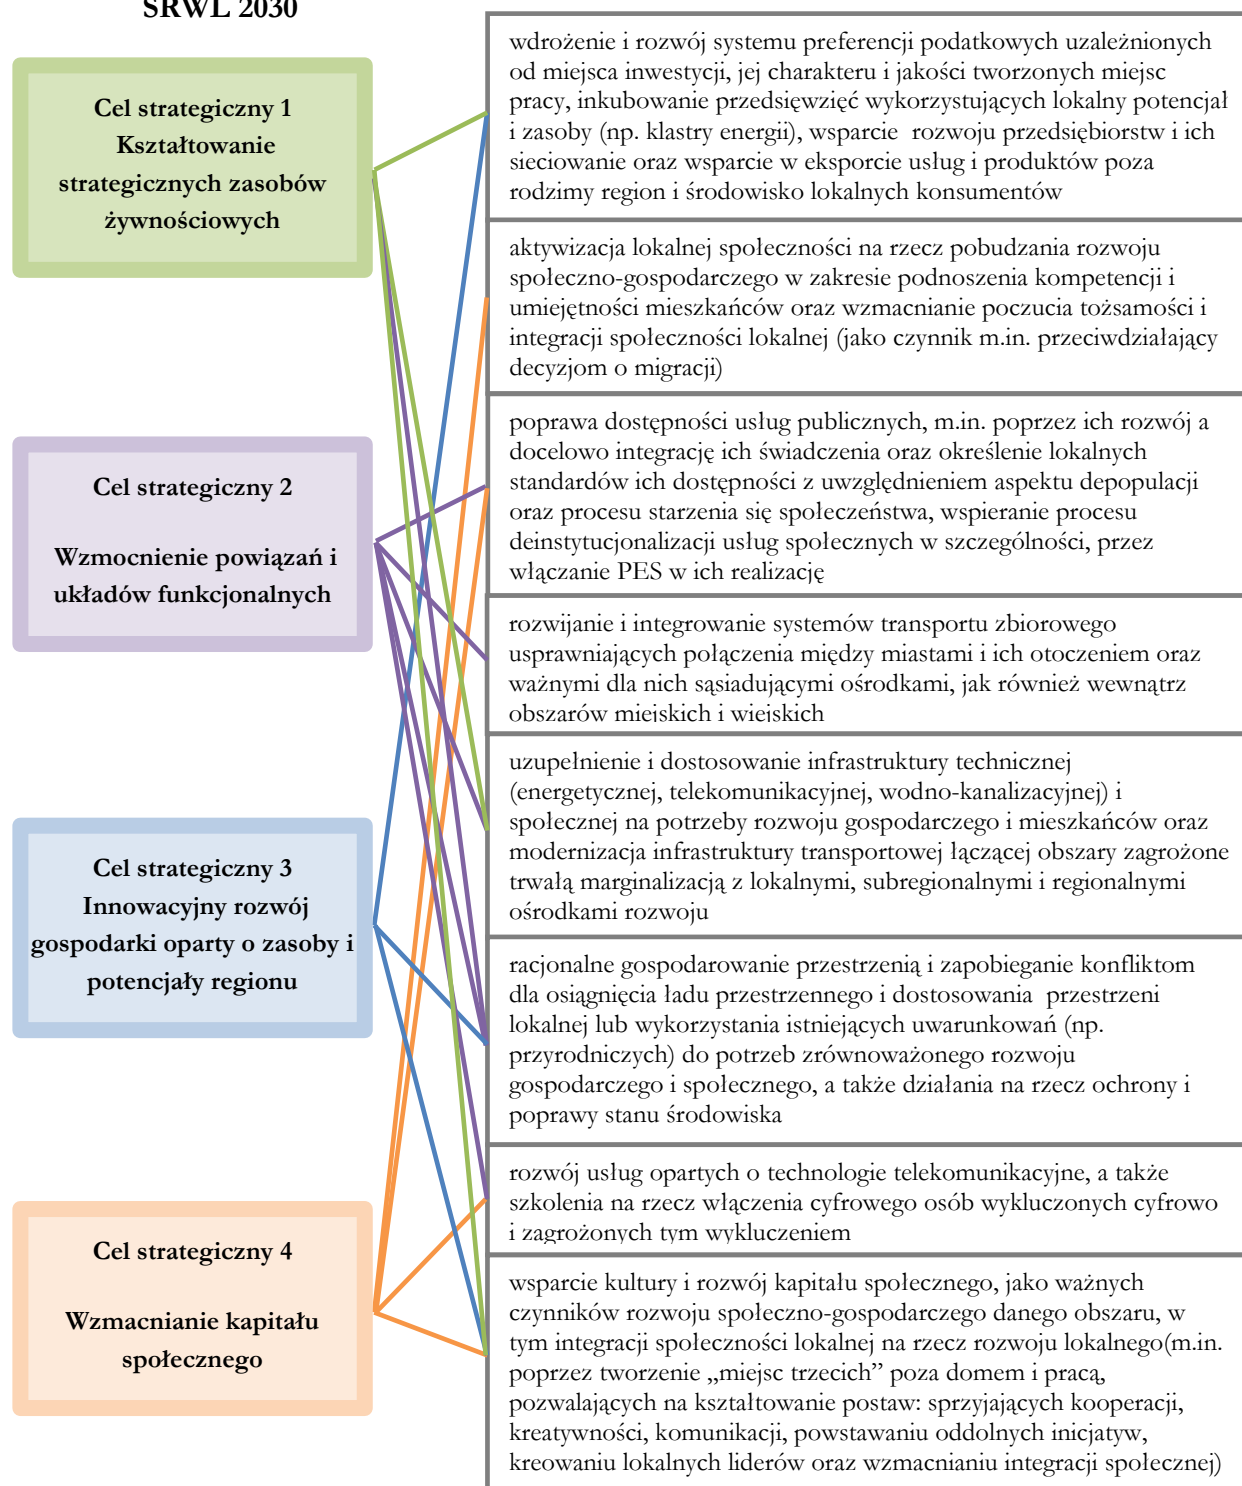 SRWL 2030
Cel strategiczny 1
Kształtowanie
strategicznych zasobów
żywnościowych
Cel strategiczny 2
Wzmocnienie powiązań i
układów funkcjonalnych
Cel strategiczny 3
Innowacyjny rozwój
gospodarki oparty o zasoby i
potencjały regionu
Cel strategiczny 4
Wzmacnianie kapitału
społecznego
wdrożenie i rozwój systemu preferencji podatkowych uzależnionych
od miejsca inwestycji, jej charakteru i jakości tworzonych miejsc
pracy, inkubowanie przedsięwzięć wykorzystujących lokalny potencjał
i zasoby (np. klastry energii), wsparcie rozwoju przedsiębiorstw i ich
sieciowanie oraz wsparcie w eksporcie usług i produktów poza
rodzimy region i środowisko lokalnych konsumentów
aktywizacja lokalnej społeczności na rzecz pobudzania rozwoju
społeczno-gospodarczego w zakresie podnoszenia kompetencji i
umiejętności mieszkańców oraz wzmacnianie poczucia tożsamości i
integracji społeczności lokalnej (jako czynnik m.in. przeciwdziałający
decyzjom o migracji)
poprawa dostępności usług publicznych, m.in. poprzez ich rozwój a
docelowo integrację ich świadczenia oraz określenie lokalnych
standardów ich dostępności z uwzględnieniem aspektu depopulacji
oraz procesu starzenia się społeczeństwa, wspieranie procesu
deinstytucjonalizacji usług społecznych w szczególności, przez
włączanie PES w ich realizację
rozwijanie i integrowanie systemów transportu zbiorowego
usprawniających połączenia między miastami i ich otoczeniem oraz
ważnymi dla nich sąsiadującymi ośrodkami, jak również wewnątrz
obszarów miejskich i wiejskich
uzupełnienie i dostosowanie infrastruktury technicznej
(energetycznej, telekomunikacyjnej, wodno-kanalizacyjnej) i
społecznej na potrzeby rozwoju gospodarczego i mieszkańców oraz
modernizacja infrastruktury transportowej łączącej obszary zagrożone
trwałą marginalizacją z lokalnymi, subregionalnymi i regionalnymi
ośrodkami rozwoju
racjonalne gospodarowanie przestrzenią i zapobieganie konfliktom
dla osiągnięcia ładu przestrzennego i dostosowania przestrzeni
lokalnej lub wykorzystania istniejących uwarunkowań (np.
przyrodniczych) do potrzeb zrównoważonego rozwoju
gospodarczego i społecznego, a także działania na rzecz ochrony i
poprawy stanu środowiska
rozwój usług opartych o technologie telekomunikacyjne, a także
szkolenia na rzecz włączenia cyfrowego osób wykluczonych cyfrowo
i zagrożonych tym wykluczeniem
wsparcie kultury i rozwój kapitału społecznego, jako ważnych
czynników rozwoju społeczno-gospodarczego danego obszaru, w
tym integracji społeczności lokalnej na rzecz rozwoju lokalnego(m.in.
poprzez tworzenie „miejsc trzecich” poza domem i pracą,
pozwalających na kształtowanie postaw: sprzyjających kooperacji,
kreatywności, komunikacji, powstawaniu oddolnych inicjatyw,
kreowaniu lokalnych liderów oraz wzmacnianiu integracji społecznej)